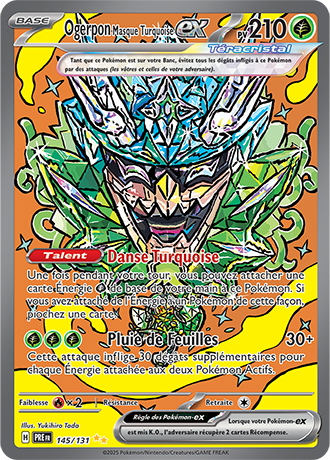 BASE
Ogerpon Masque Turquoise ex PV 210
Téracristal
Tant que ce Pokémon est sur votre Banc, évitez tous les dégâts infligés à ce Pokémon
par des attaques (les vôtres et celles de votre adversaire).
Talent Danse Turquoise
Une fois pendant votre tour, vous pouvez attacher une
carte Énergie de base de votre main à ce Pokémon. Si
vous avez attaché de l'Énergie à un Pokémon de cette façon,
piochez une carte.
Pluie de Feuilles 30+
Cette attaque inflige 30 dégâts supplémentaires pour
chaque Énergie attachée aux deux Pokémon Actifs.
Faiblesse ×2 Résistance Retraite
Illus. Yukihiro Tada
Règle des Pokémon-ex Lorsque votre Pokémon-ex
est mis K.O., l'adversaire récupère 2 cartes Récompense.
H PRE FR 145/131
©2025 Pokémon/Nintendo/Creatures/GAME FREAK